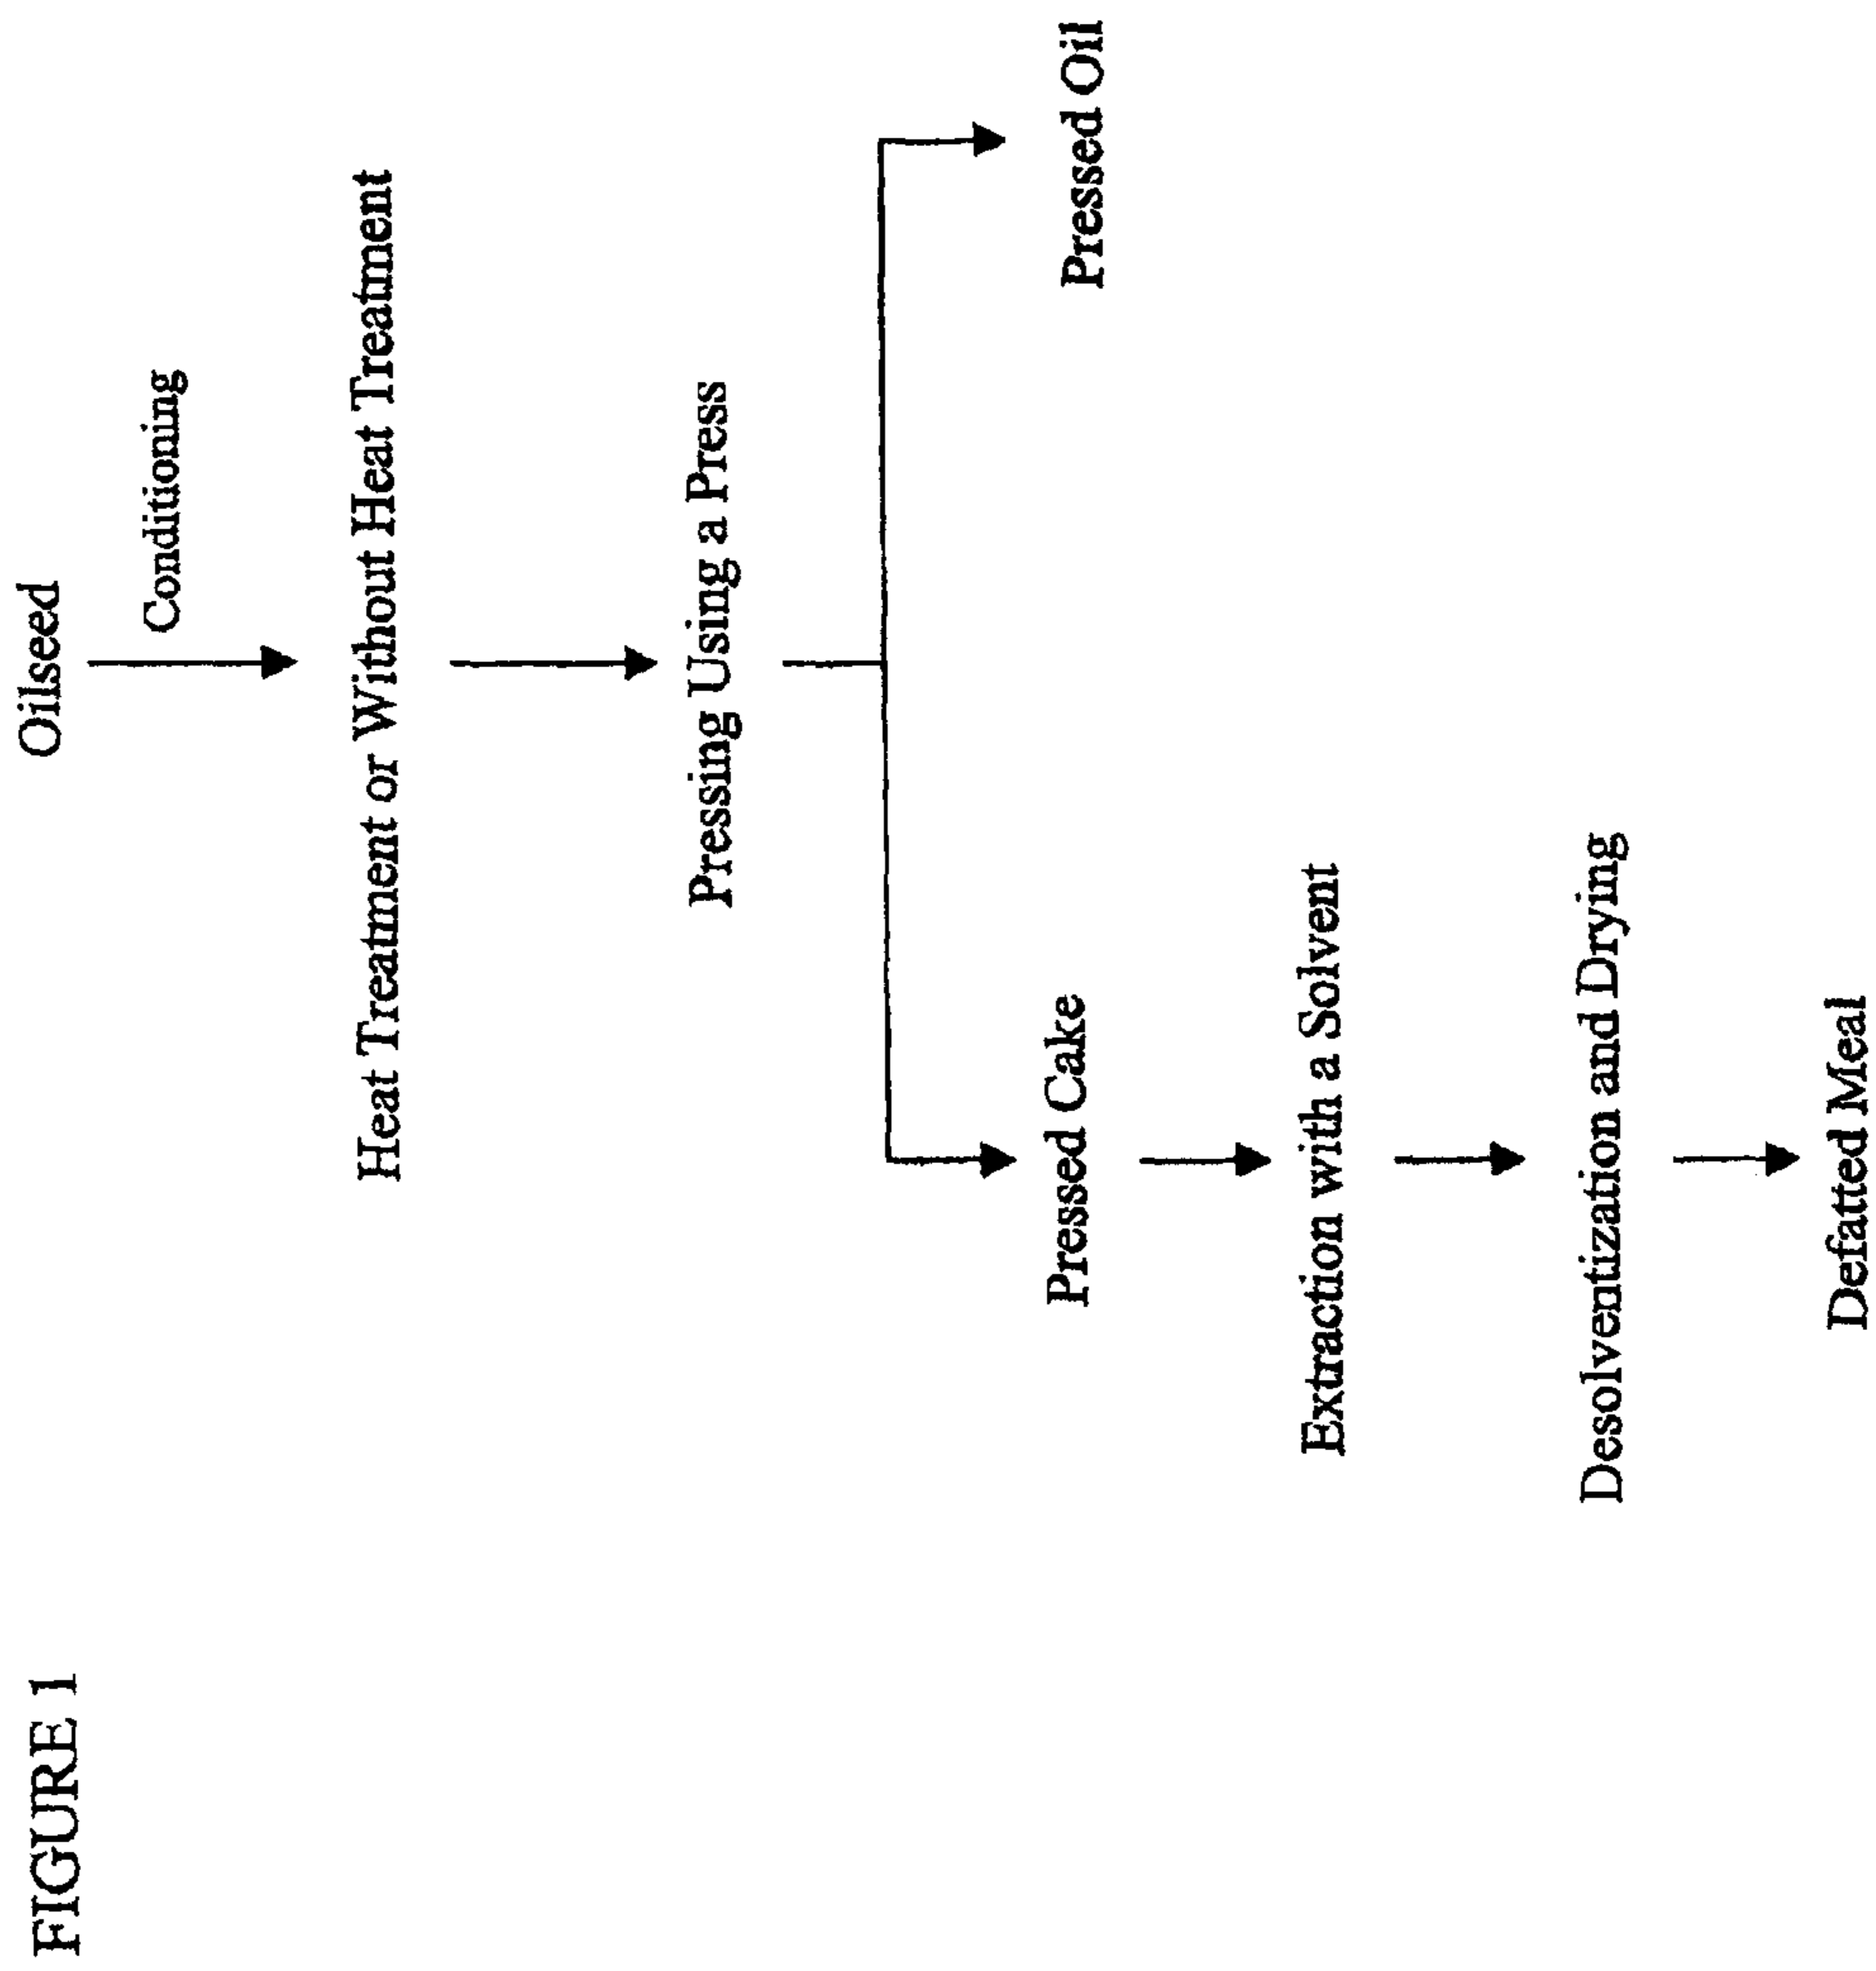 FIGURE 1
Oilseed
Conditioning
Heat Treatment or Without Heat Treatment
Pressing Using a Press
Pressed Cake
Pressed Oil
Extraction with a Solvent
Desolventization and Drying
Defatted Meal